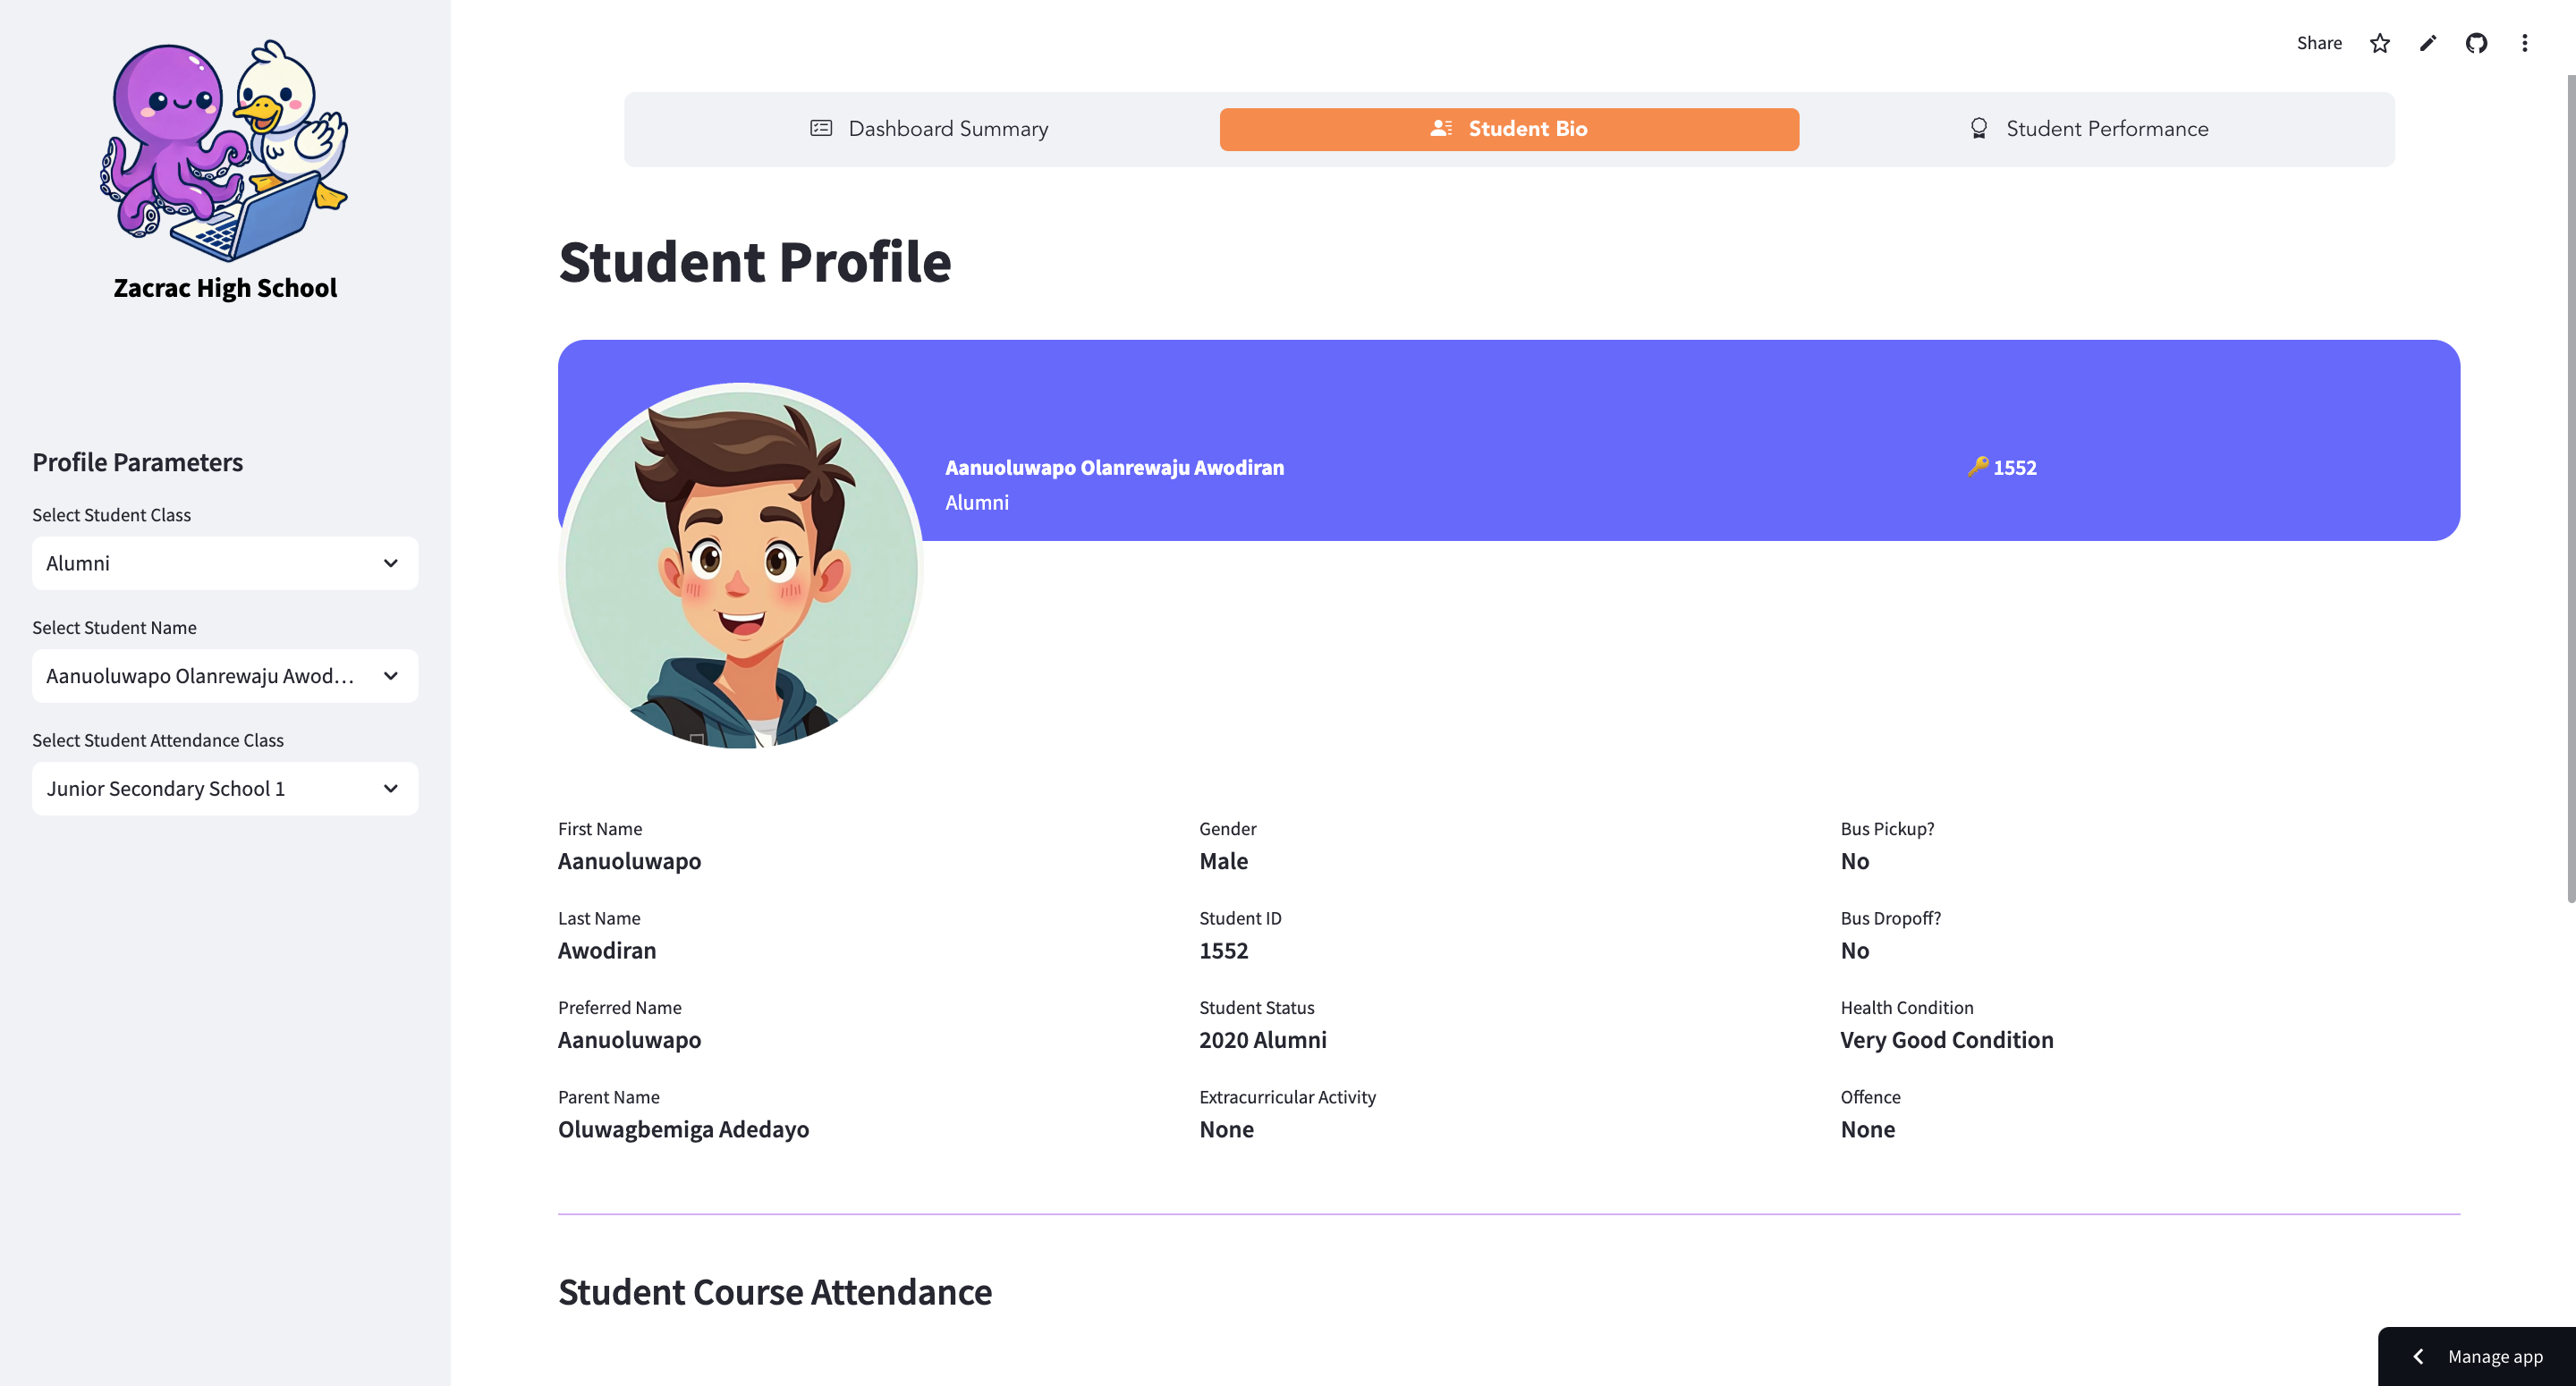 Zacrac High School
Profile Parameters
Select Student Class
Alumni
Select Student Name
Aanuoluwapo Olanrewaju Awod...
Select Student Attendance Class
Junior Secondary School 1
Share
Dashboard Summary
Student Bio
Student Performance
Student Profile
Aanuoluwapo Olanrewaju Awodiran
🔑 1552
Alumni
First Name
Aanuoluwapo
Last Name
Awodiran
Preferred Name
Aanuoluwapo
Parent Name
Oluwagbemiga Adedayo
Gender
Male
Student ID
1552
Student Status
2020 Alumni
Extracurricular Activity
None
Bus Pickup?
No
Bus Dropoff?
No
Health Condition
Very Good Condition
Offence
None
Student Course Attendance
Manage app